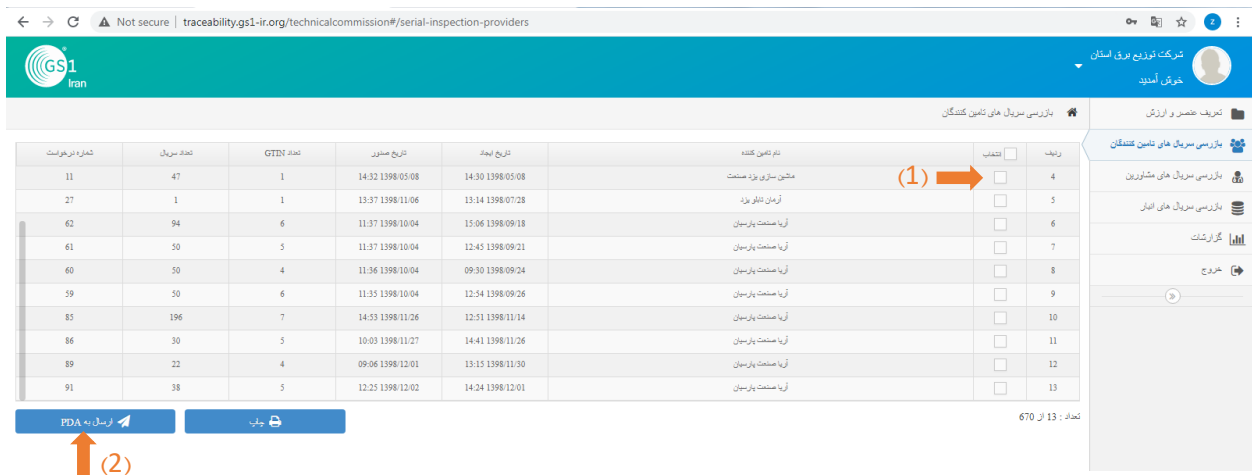 Not secure | traceability.gs1-ir.org/technicalcommission#/serial-inspection-providers
z
GS1
Iran
شرکت توزیع برق استان
خوش آمدید
بازرسی سریال های تامین کنندگان
تعریف عنصر و ارزش
بازرسی سریال های تامین کنندگان
بازرسی سریال های مشاورین
بازرسی سریال های انبار
گزارشات
خروج
ردیف انتخاب نام تامین کننده تاریخ ایجاد تاریخ صدور تعداد GTIN تعداد سریال شماره درخواست
4 ماشین سازی یزد صنعت 14:30 1398/05/08 14:32 1398/05/08 1 47 11
(1)
5 آرمان تابلو یزد 13:14 1398/07/28 13:37 1398/11/06 1 1 27
6 آریا صنعت پارسیان 15:06 1398/09/18 11:37 1398/10/04 6 94 62
7 آریا صنعت پارسیان 12:45 1398/09/21 11:37 1398/10/04 5 50 61
8 آریا صنعت پارسیان 09:30 1398/09/24 11:36 1398/10/04 4 50 60
9 آریا صنعت پارسیان 12:54 1398/09/26 11:35 1398/10/04 6 50 59
10 آریا صنعت پارسیان 12:51 1398/11/14 14:53 1398/11/26 7 196 85
11 آریا صنعت پارسیان 14:41 1398/11/26 10:03 1398/11/27 5 30 86
12 آریا صنعت پارسیان 13:15 1398/11/30 09:06 1398/12/01 4 22 89
13 آریا صنعت پارسیان 14:24 1398/12/01 12:25 1398/12/02 5 38 91
تعداد : 13 از 670
چاپ
ارسال به PDA
(2)